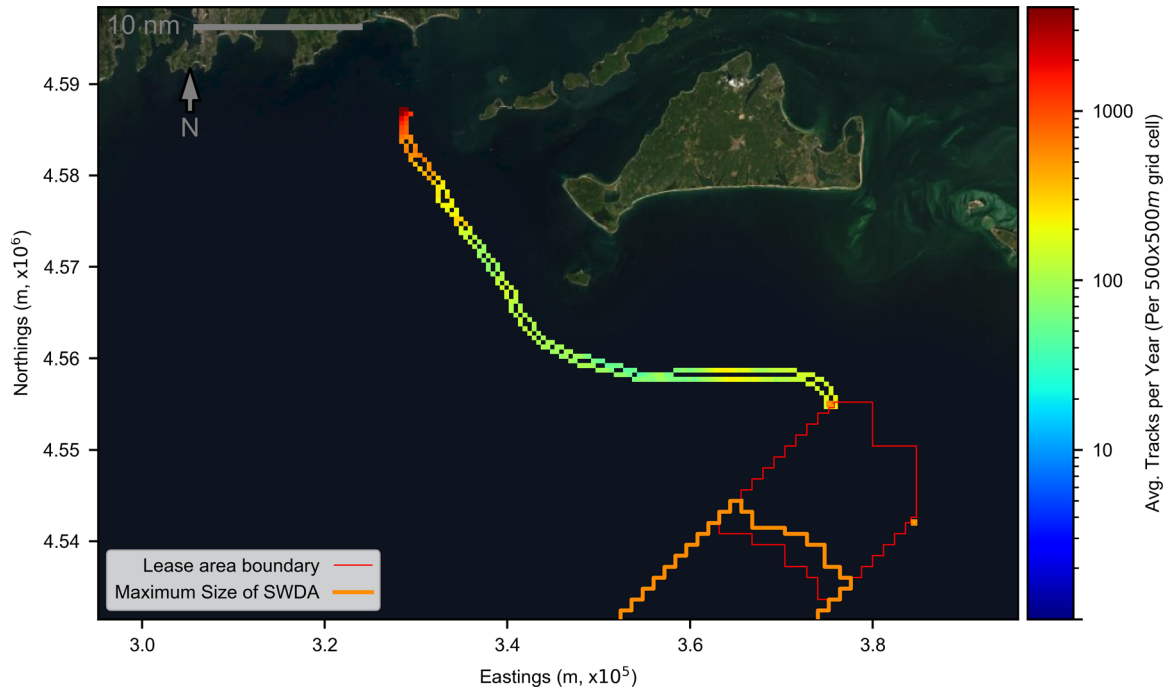 10 nm
N
4.59
4.58
4.57
4.56
4.55
4.54
Northings (m, x10⁶)
Lease area boundary
Maximum Size of SWDA
3.0
3.2
3.4
3.6
3.8
Eastings (m, x10⁵)
1000
100
10
Avg. Tracks per Year (Per 500x500m grid cell)